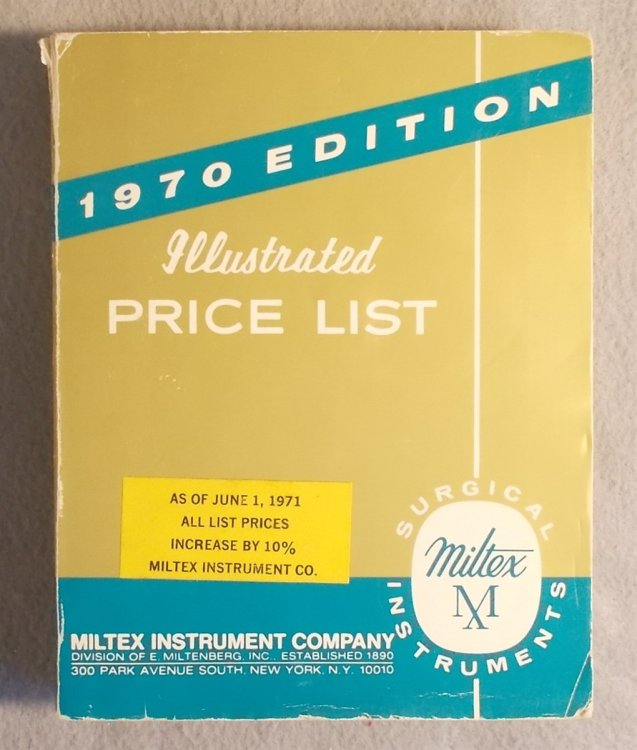 1970 EDITION
Illustrated
PRICE LIST
AS OF JUNE 1, 1971
ALL LIST PRICES
INCREASE BY 10%
MILTEX INSTRUMENT CO.
SURGICAL
Miltex
MX
INSTRUMENTS
MILTEX INSTRUMENT COMPANY
DIVISION OF E. MILTENBERG, INC., ESTABLISHED 1890
300 PARK AVENUE SOUTH, NEW YORK, N.Y. 10010